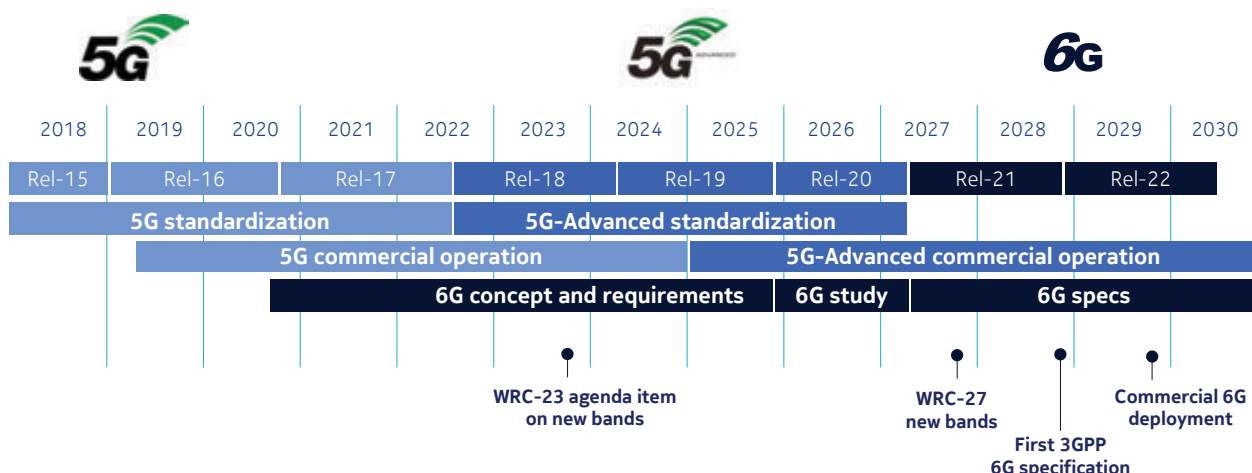 5G
5G ADVANCED
6G
2018 2019 2020 2021 2022 2023 2024 2025 2026 2027 2028 2029 2030
Rel-15 Rel-16 Rel-17 Rel-18 Rel-19 Rel-20 Rel-21 Rel-22
5G standardization 5G-Advanced standardization
5G commercial operation 5G-Advanced commercial operation
6G concept and requirements 6G study 6G specs
WRC-23 agenda item
on new bands
WRC-27
new bands
First 3GPP
6G specification
Commercial 6G
deployment